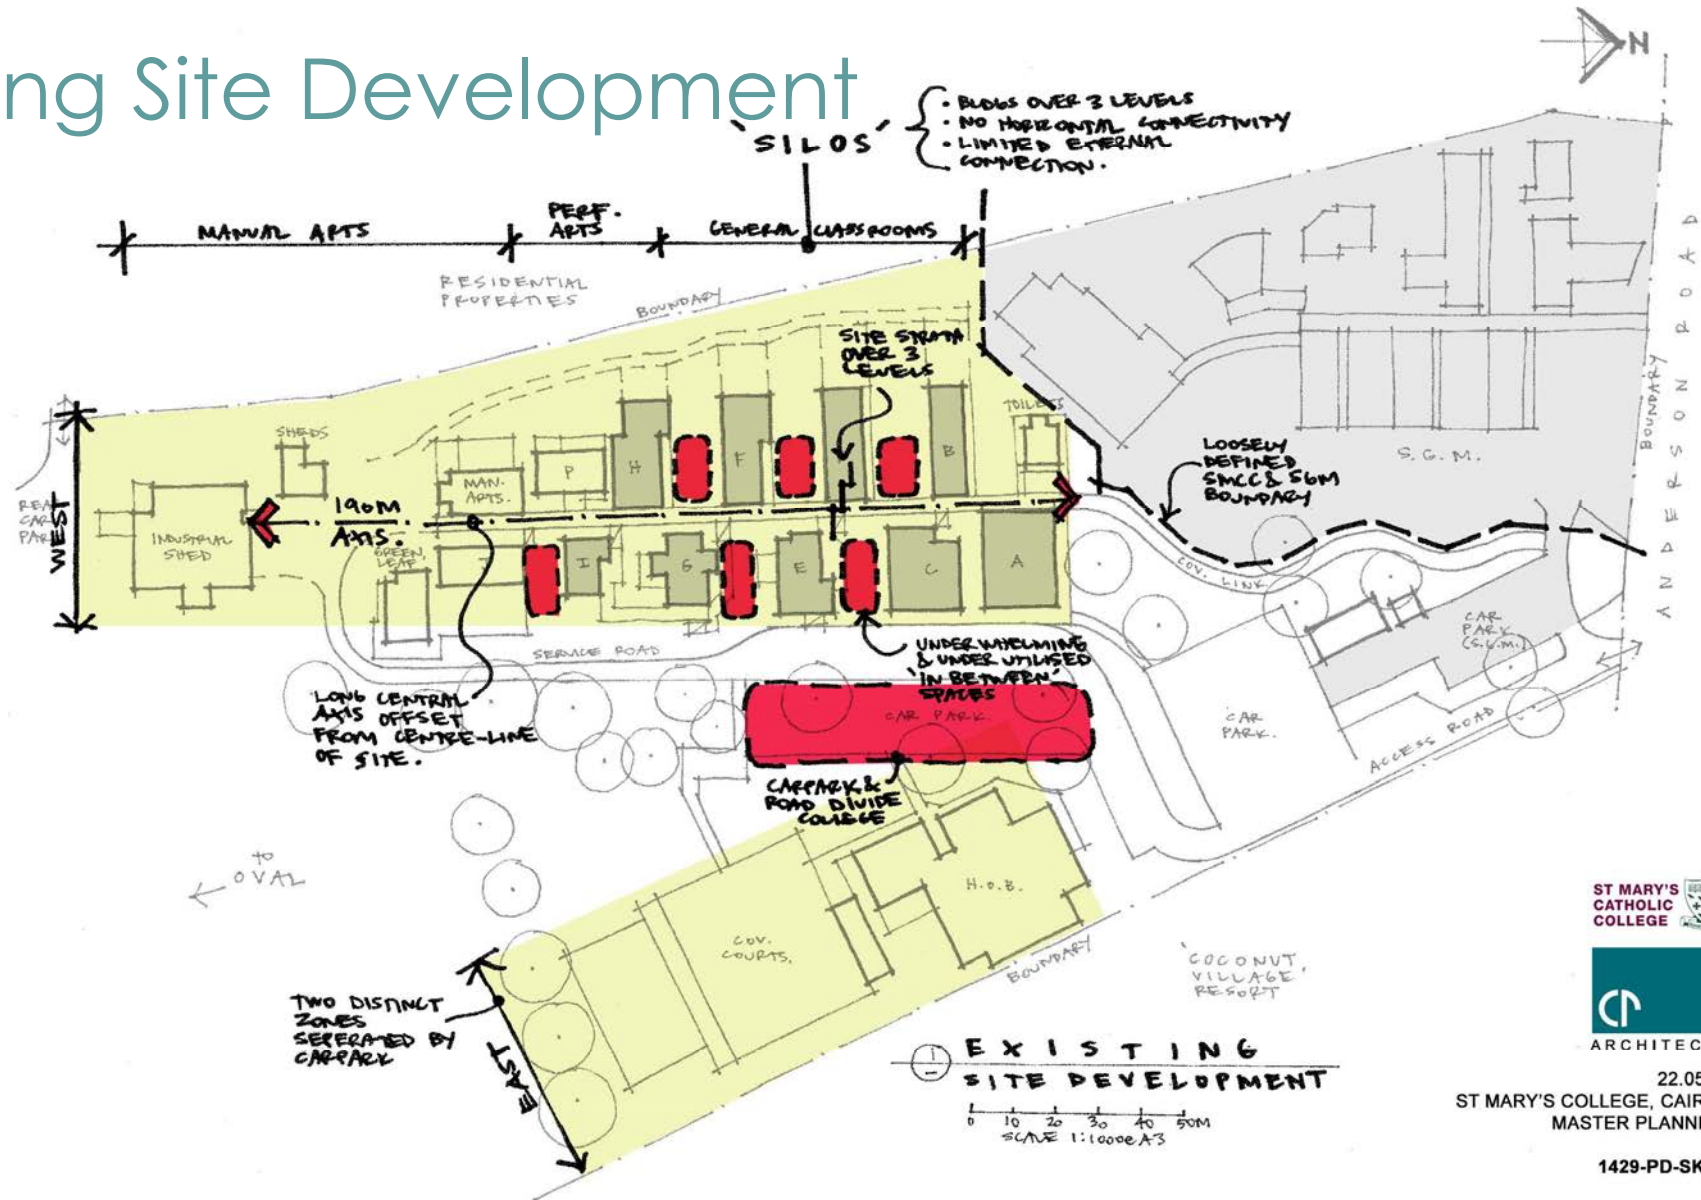 ng Site Development
N
'SILOS'
• BLDGS OVER 3 LEVELS
• NO HORIZONTAL CONNECTIVITY
• LIMITED EXTERNAL
CONNECTION.
MANUAL ARTS
PERF.
ARTS
GENERAL CLASSROOMS
RESIDENTIAL
PROPERTIES
BOUNDARY
SITE STRATA
OVER 3
LEVELS
TOILETS
LOOSELY
DEFINED
SMCC & SGM
BOUNDARY
S.G.M.
BOUNDARY
ANDERSON ROAD
SHEDS
REAR
CAR
PARK
WEST
INDUSTRIAL
SHED
190M
AXIS.
MAN.
ARTS.
P
H
F
B
GREEN
LEAF
I
G
E
C
A
COV. LINK
CAR
PARK
(S.G.M.)
SERVICE ROAD
UNDERWHELMING
& UNDER UTILISED
'IN BETWEEN'
SPACES
LONG CENTRAL
AXIS OFFSET
FROM CENTRE-LINE
OF SITE.
CAR PARK.
CAR
PARK.
ACCESS ROAD
CARPARK &
ROAD DIVIDE
COLLEGE
TO
OVAL
H.O.B.
COV.
COURTS.
BOUNDARY
'COCONUT
VILLAGE'
RESORT
TWO DISTINCT
ZONES
SEPERATED BY
CARPARK
EAST
EXISTING
SITE DEVELOPMENT
0 10 20 30 40 50M
SCALE 1:1000@A3
ST MARY'S
CATHOLIC
COLLEGE
ARCHITEC
22.05
ST MARY'S COLLEGE, CAIR
MASTER PLANNI
1429-PD-SK